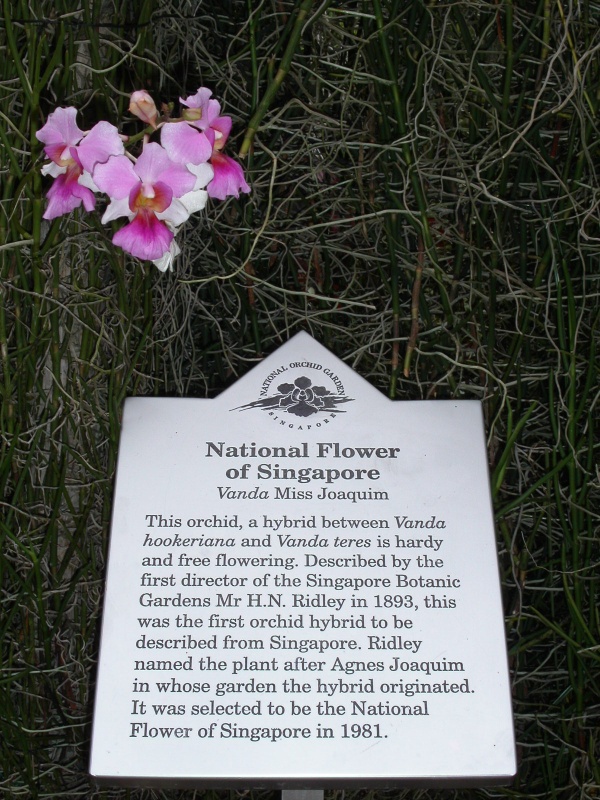 NATIONAL ORCHID GARDEN
SINGAPORE
National Flower
of Singapore
Vanda Miss Joaquim
This orchid, a hybrid between Vanda
hookeriana and Vanda teres is hardy
and free flowering. Described by the
first director of the Singapore Botanic
Gardens Mr H.N. Ridley in 1893, this
was the first orchid hybrid to be
described from Singapore. Ridley
named the plant after Agnes Joaquim
in whose garden the hybrid originated.
It was selected to be the National
Flower of Singapore in 1981.